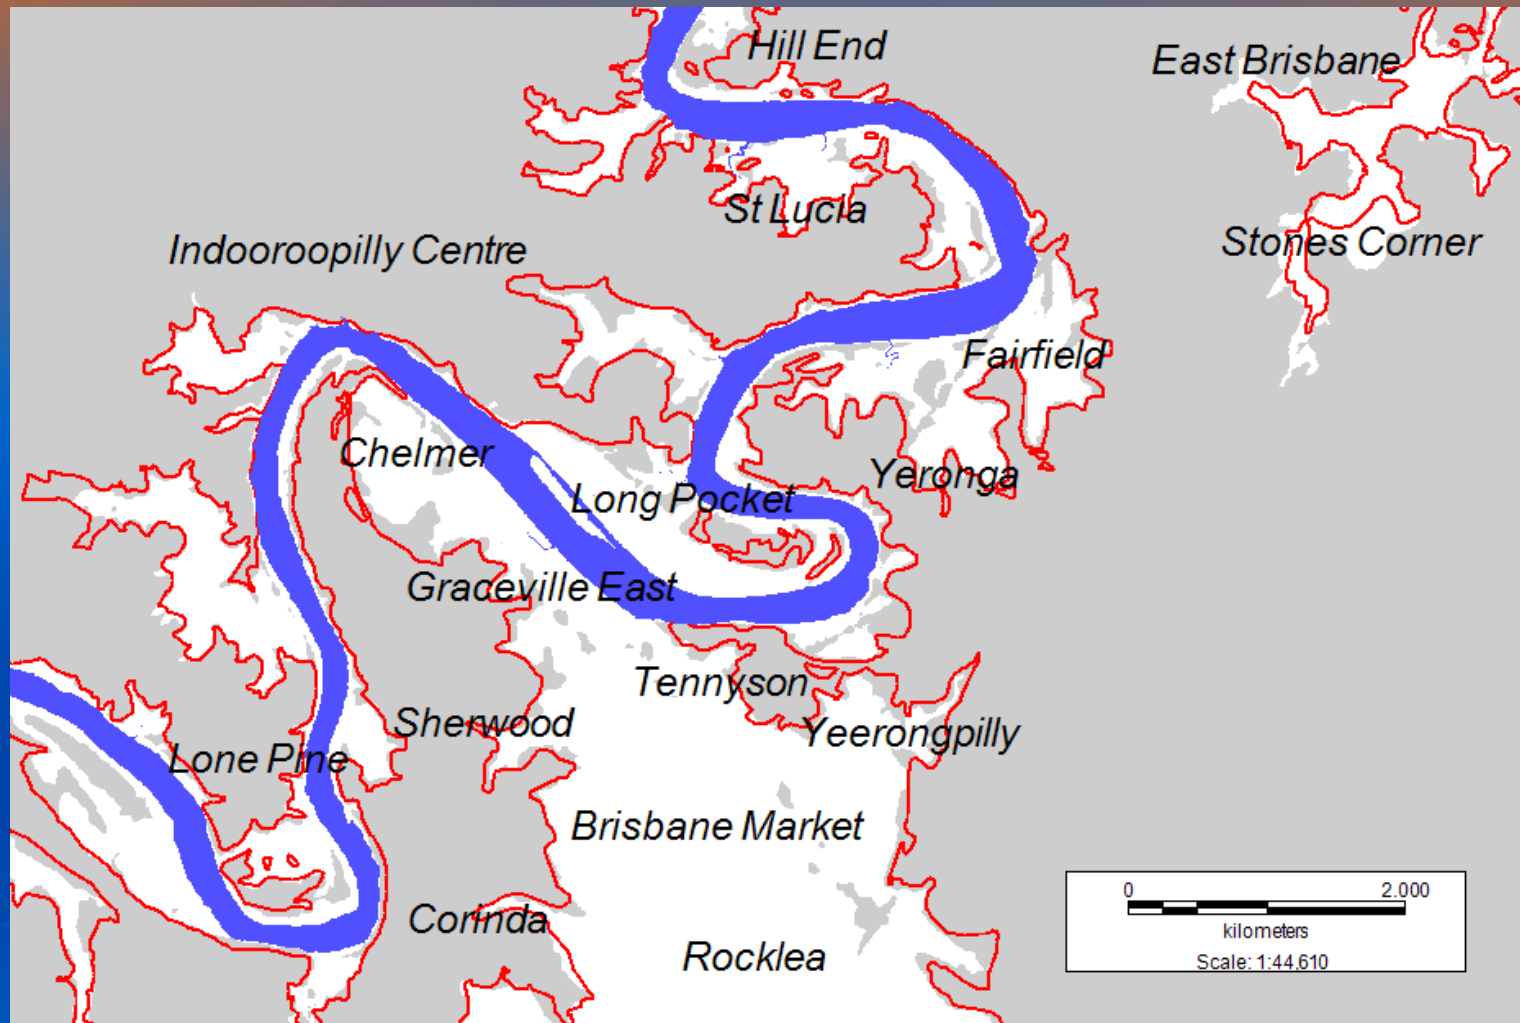 Hill End
East Brisbane
St Lucia
Stones Corner
Indooroopilly Centre
Fairfield
Chelmer
Yeronga
Long Pocket
Graceville East
Tennyson
Sherwood
Yeerongpilly
Lone Pine
Brisbane Market
Corinda
Rocklea
0 2.000
kilometers
Scale: 1:44,610